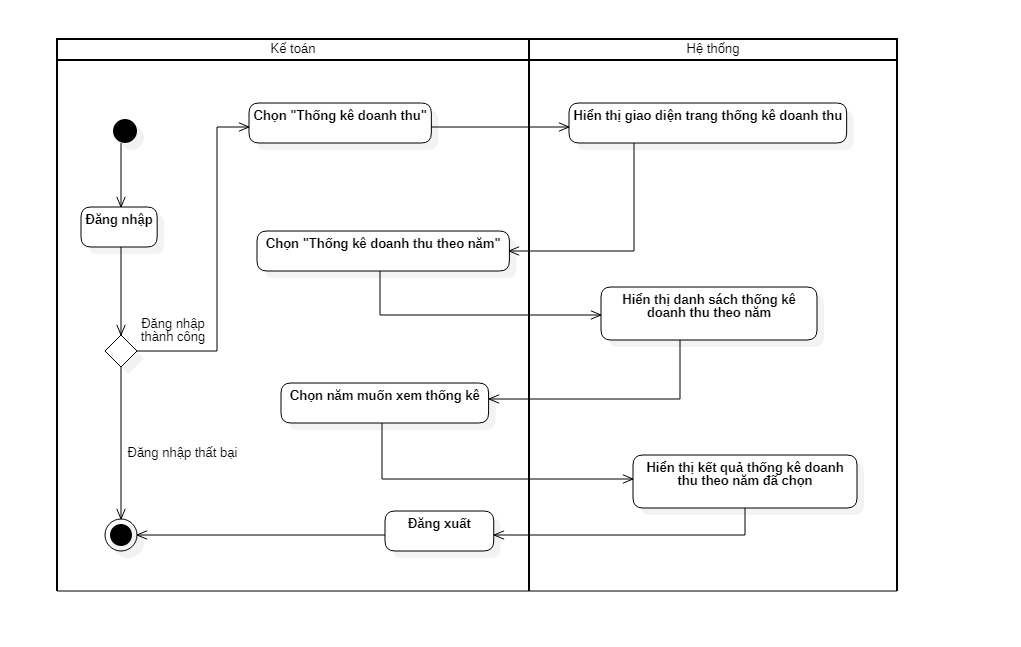 Kế toán
Hệ thống
Chọn "Thống kê doanh thu"
Hiển thị giao diện trang thống kê doanh thu
Đăng nhập
Chọn "Thống kê doanh thu theo năm"
Hiển thị danh sách thống kê
doanh thu theo năm
Đăng nhập
thành công
Chọn năm muốn xem thống kê
Đăng nhập thất bại
Hiển thị kết quả thống kê doanh
thu theo năm đã chọn
Đăng xuất